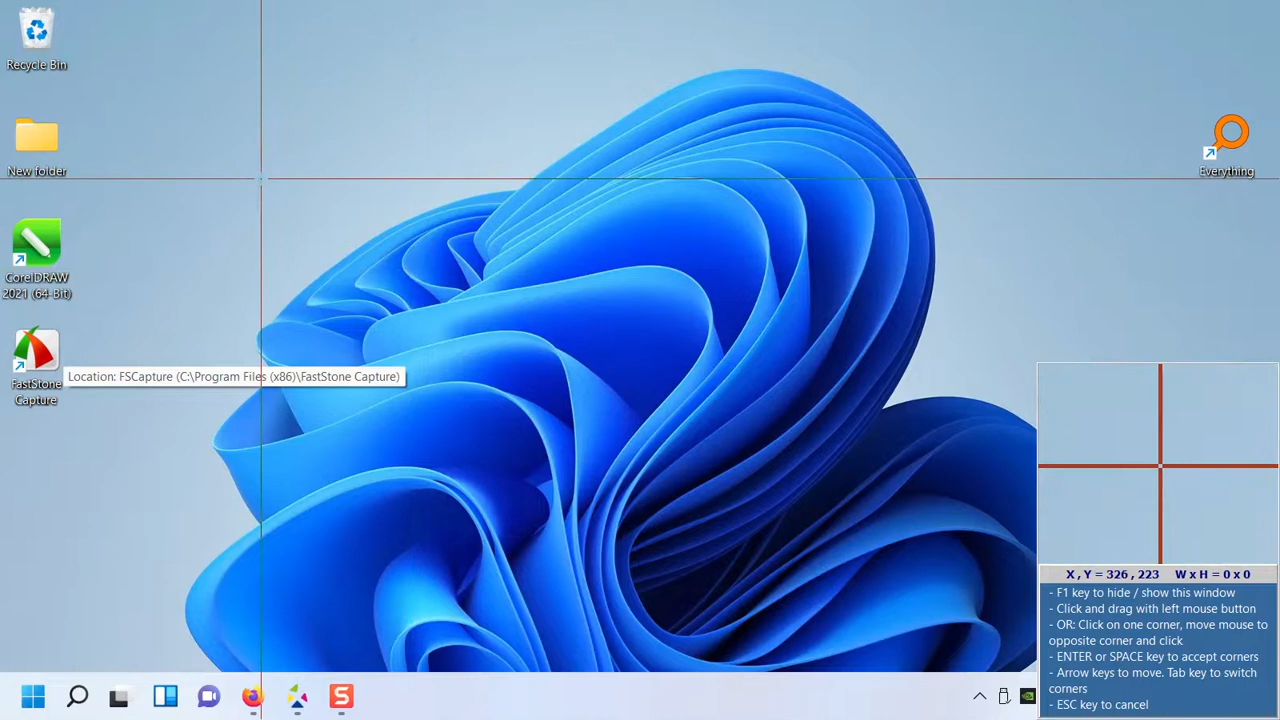 Recycle Bin
New folder
CorelDRAW
2021 (64-Bit)
FastStone
Capture
Location: FSCapture (C:\Program Files (x86)\FastStone Capture)
Everything
X , Y = 326 , 223 W x H = 0 x 0
- F1 key to hide / show this window
- Click and drag with left mouse button
- OR: Click on one corner, move mouse to
opposite corner and click
- ENTER or SPACE key to accept corners
- Arrow keys to move. Tab key to switch
corners
- ESC key to cancel
S